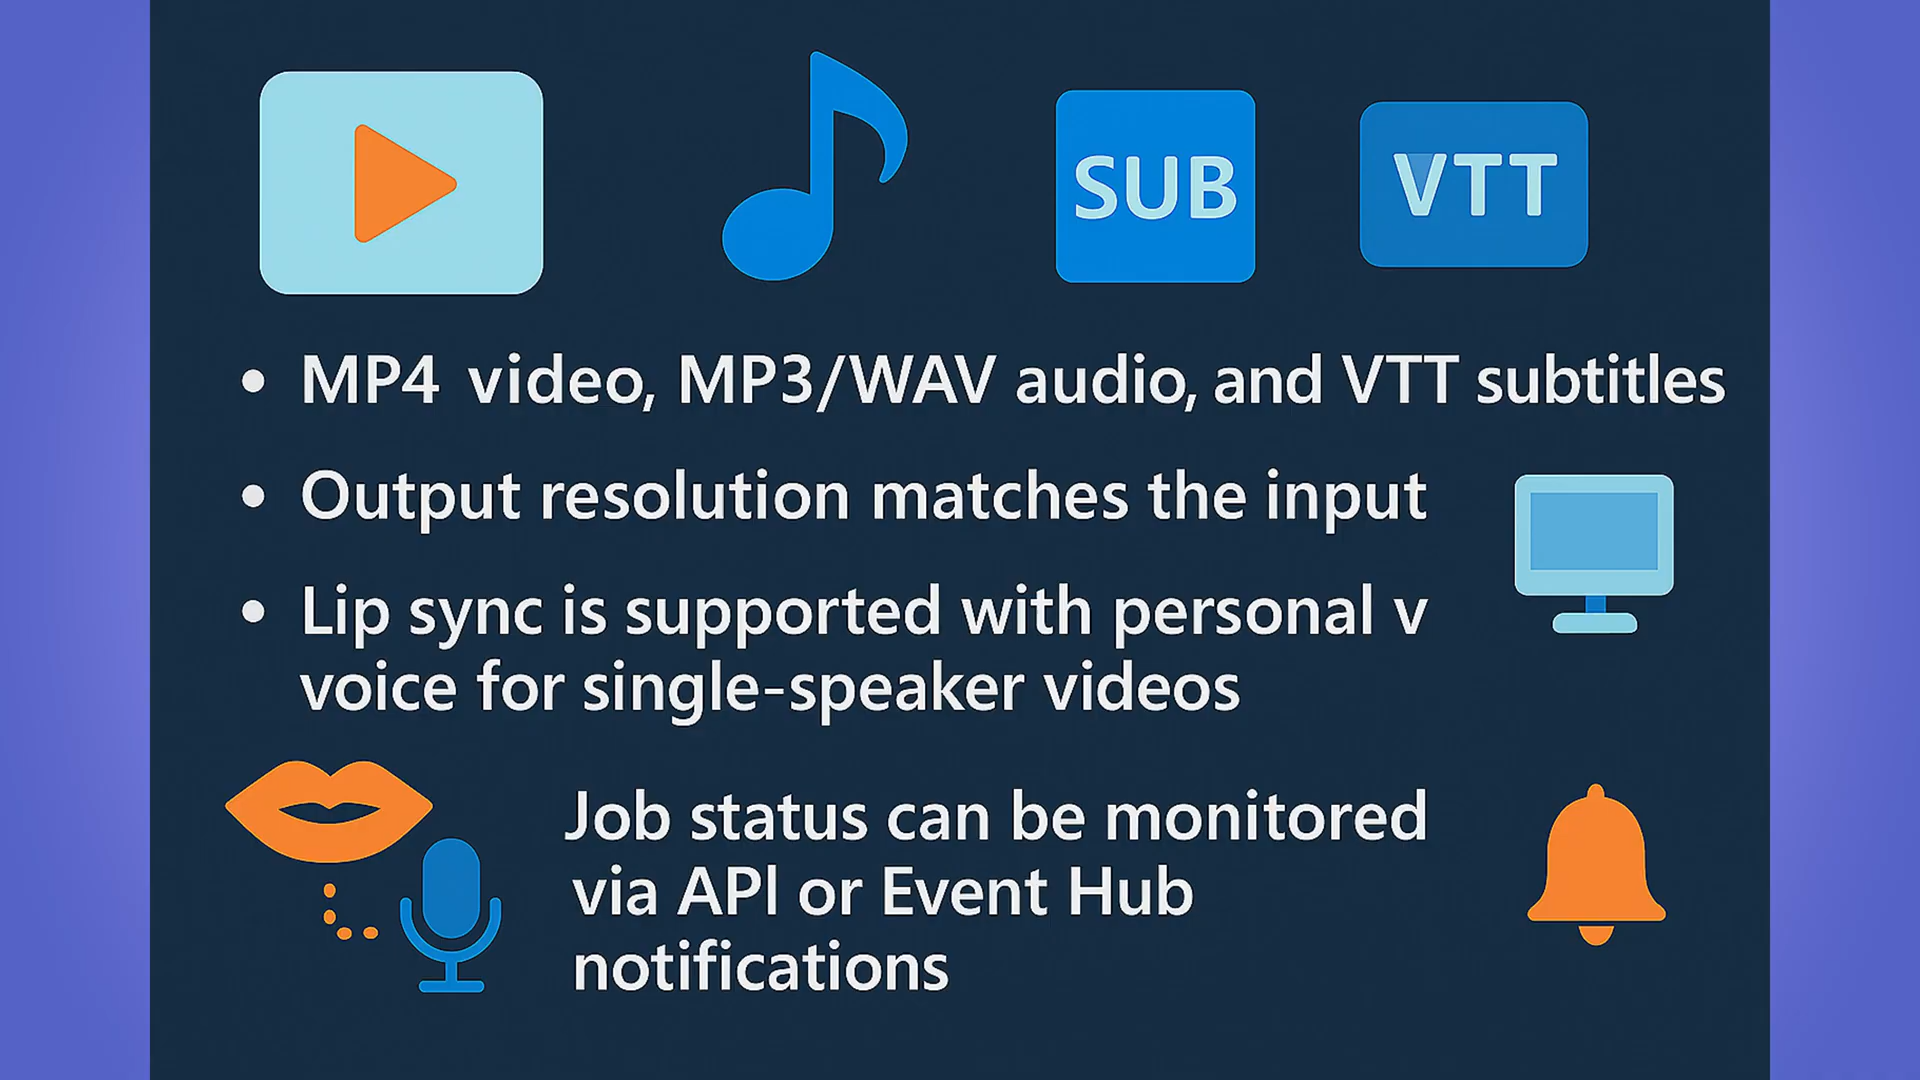 SUB
VTT
• MP4 video, MP3/WAV audio, and VTT subtitles
• Output resolution matches the input
• Lip sync is supported with personal v
voice for single-speaker videos
Job status can be monitored
via API or Event Hub
notifications